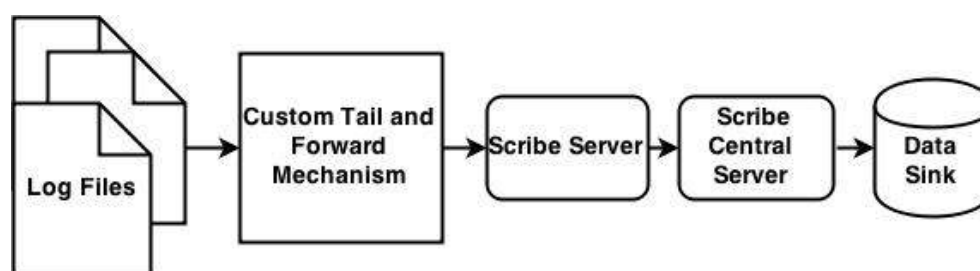 Log Files
Custom Tail and
Forward
Mechanism
Scribe Server
Scribe
Central
Server
Data
Sink